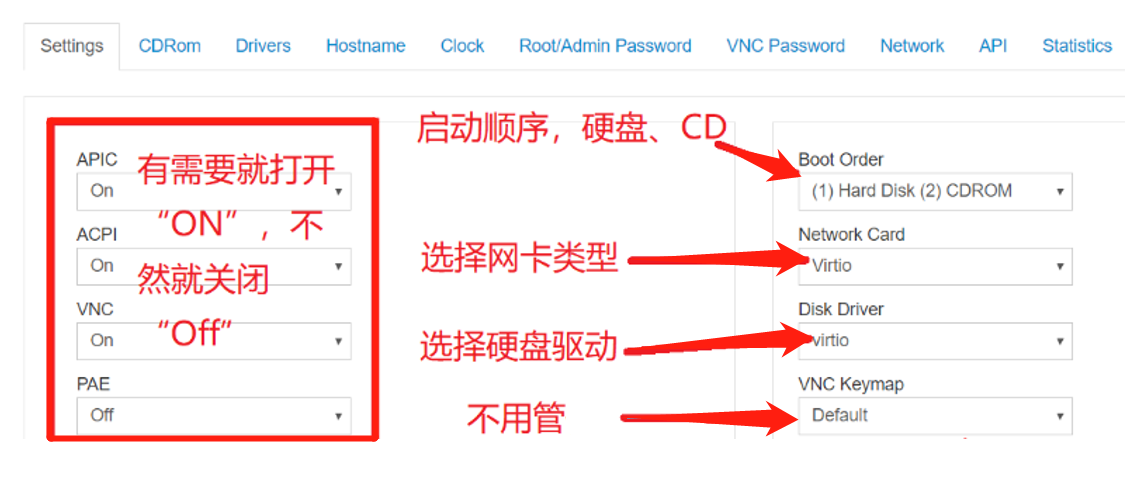 Settings CDRom Drivers Hostname Clock Root/Admin Password VNC Password Network API Statistics
APIC
On
ACPI
On
VNC
On
PAE
Off
有需要就打开
“ON”，不
然就关闭
“Off”
启动顺序，硬盘、CD
选择网卡类型
选择硬盘驱动
不用管
Boot Order
(1) Hard Disk (2) CDROM
Network Card
Virtio
Disk Driver
virtio
VNC Keymap
Default